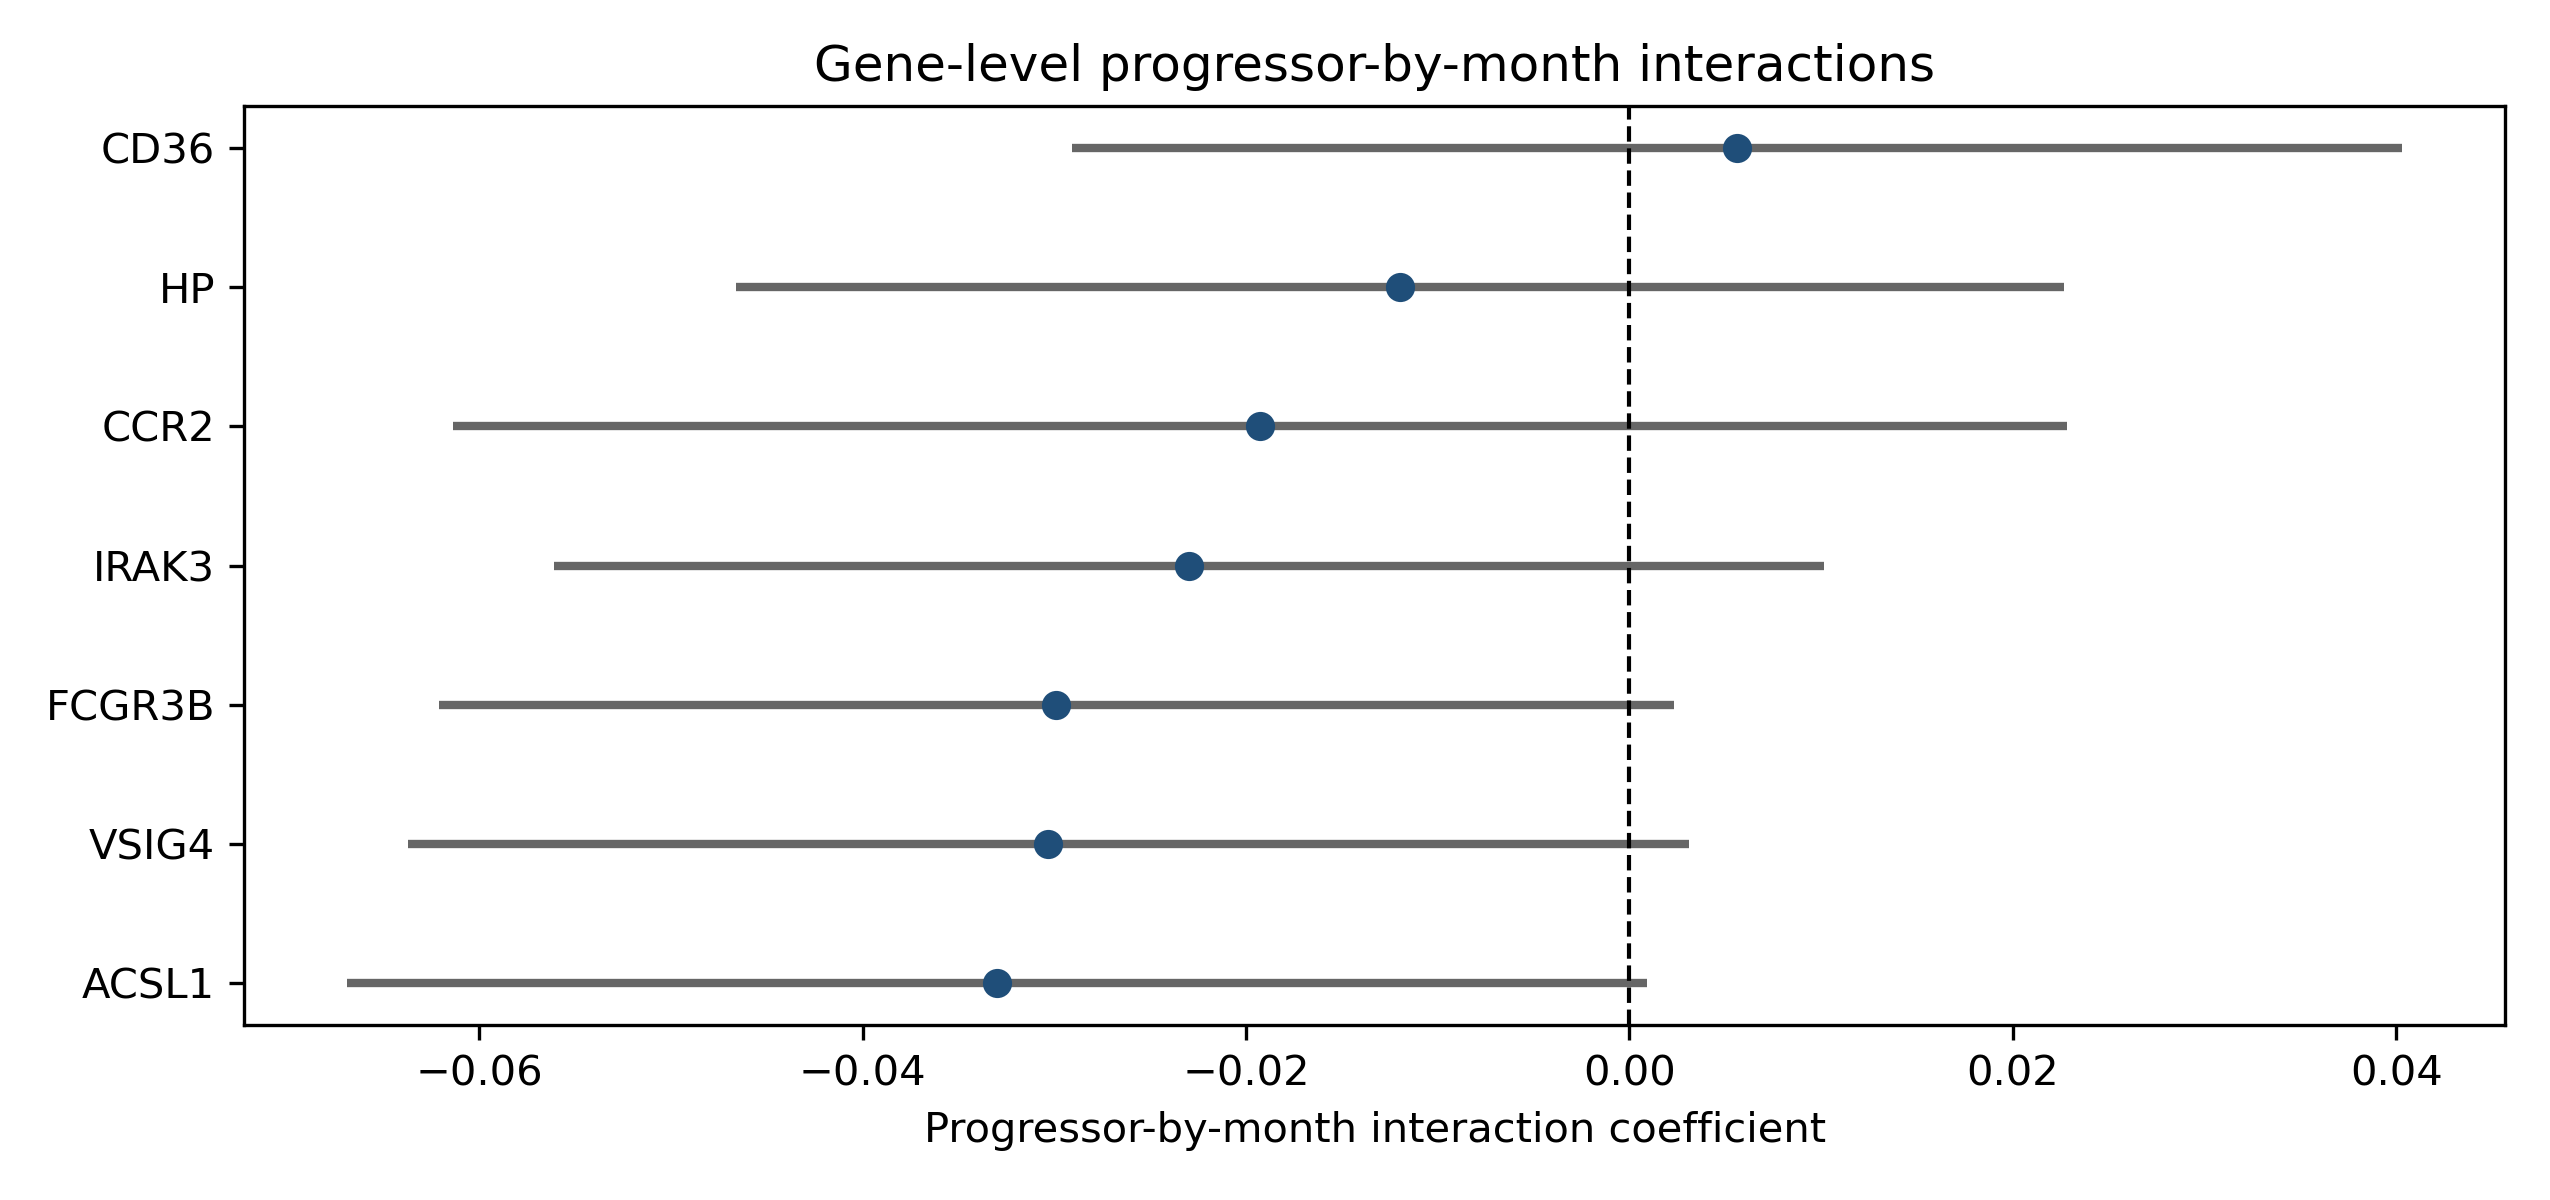 Gene-level progressor-by-month interactions
CD36
HP
CCR2
IRAK3
FCGR3B
VSIG4
ACSL1
−0.06 −0.04 −0.02 0.00 0.02 0.04
Progressor-by-month interaction coefficient